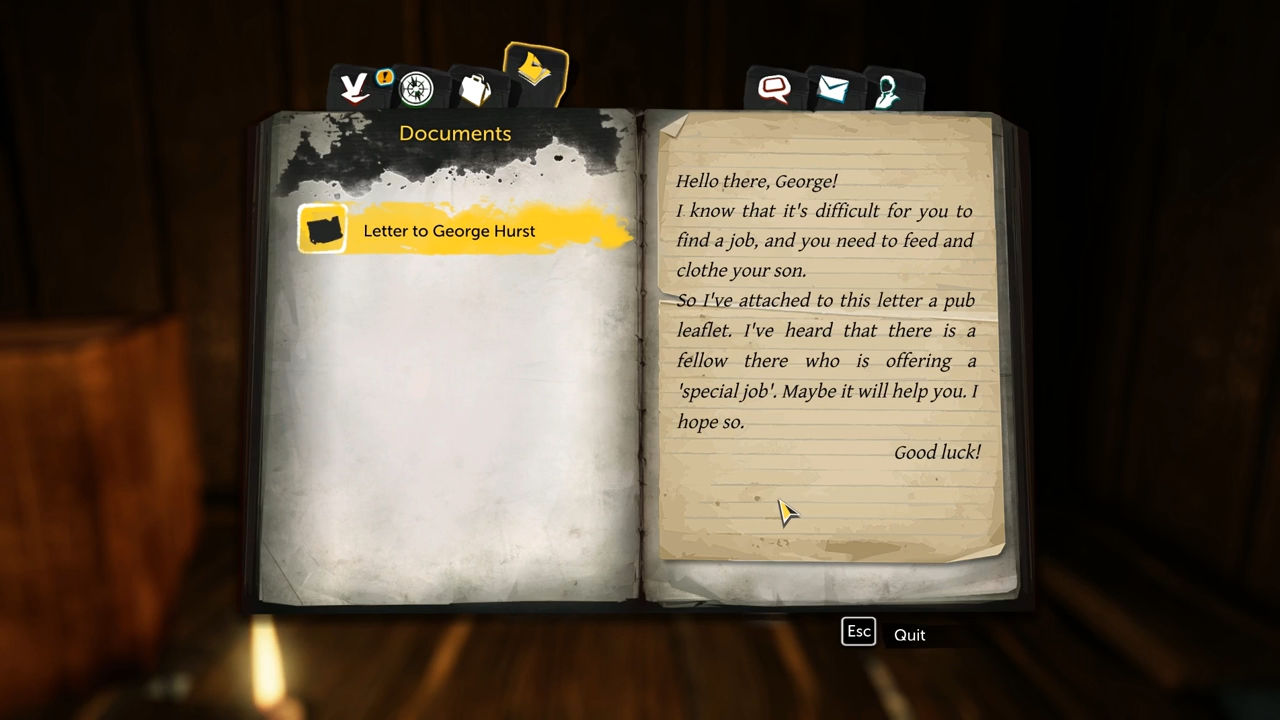 Documents
Letter to George Hurst
Hello there, George!
I know that it's difficult for you to
find a job, and you need to feed and
clothe your son.
So I've attached to this letter a pub
leaflet. I've heard that there is a
fellow there who is offering a
'special job'. Maybe it will help you. I
hope so.
Good luck!
Esc Quit